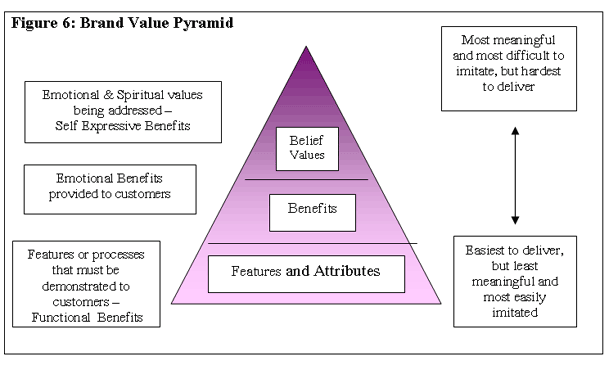 Figure 6: Brand Value Pyramid
Emotional & Spiritual values
being addressed –
Self Expressive Benefits
Emotional Benefits
provided to customers
Features or processes
that must be
demonstrated to
customers –
Functional Benefits
Belief
Values
Benefits
Features and Attributes
Most meaningful
and most difficult to
imitate, but hardest
to deliver
Easiest to deliver,
but least
meaningful and
most easily
imitated